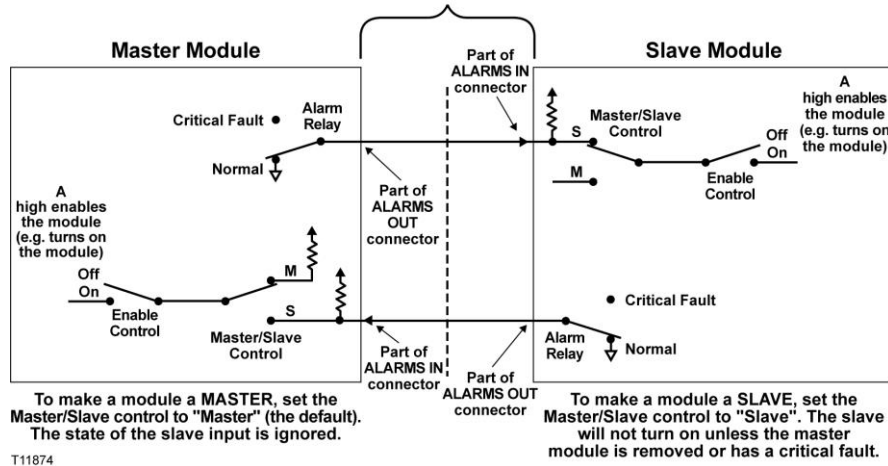 Master Module
Slave Module
Part of
ALARMS IN
connector
Critical Fault
Alarm
Relay
Normal
Part of
ALARMS
OUT
connector
A
high enables
the module
(e.g. turns on
the module)
Off
On
Enable
Control
M
S
Master/Slave
Control
Part of
ALARMS IN
connector
Part of
ALARMS OUT
connector
S
M
Master/Slave
Control
Off
On
Enable
Control
A
high enables
the module
(e.g. turns on
the module)
Critical Fault
Alarm
Relay
Normal
To make a module a MASTER, set the
Master/Slave control to "Master" (the default).
The state of the slave input is ignored.
To make a module a SLAVE, set the
Master/Slave control to "Slave". The slave
will not turn on unless the master
module is removed or has a critical fault.
T11874